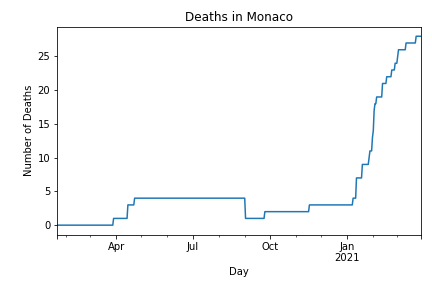 Deaths in Monaco
Number of Deaths
25
20
15
10
5
0
Apr
Jul
Oct
Jan
2021
Day